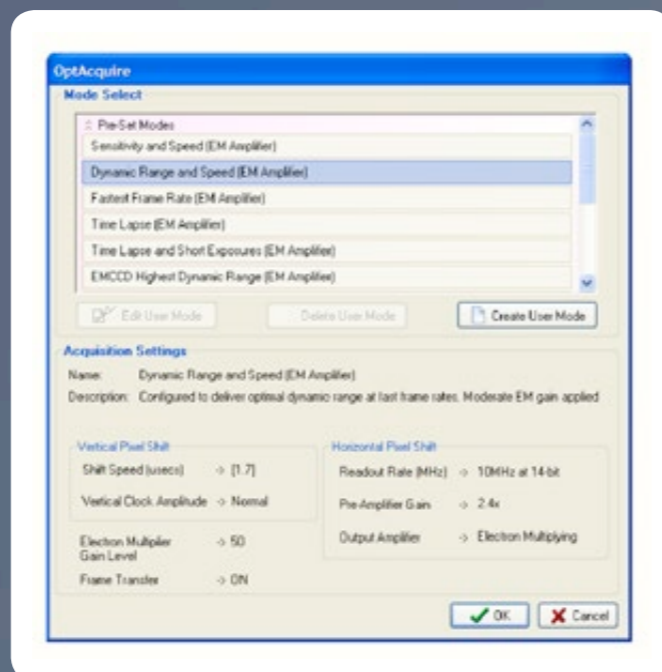 OptAcquire
Mode Select
Pre-Set Modes
Sensitivity and Speed (EM Amplifier)
Dynamic Range and Speed (EM Amplifier)
Fastest Frame Rate (EM Amplifier)
Time Lapse (EM Amplifier)
Time Lapse and Short Exposures (EM Amplifier)
EMCCD Highest Dynamic Range (EM Amplifier)
Edit User Mode
Delete User Mode
Create User Mode
Acquisition Settings
Name: Dynamic Range and Speed (EM Amplifier)
Description: Configured to deliver optimal dynamic range at fast frame rates. Moderate EM gain applied
Vertical Pixel Shift
Shift Speed (usecs) -> [1.7]
Vertical Clock Amplitude -> Normal
Horizontal Pixel Shift
Readout Rate (MHz) -> 10MHz at 14-bit
Pre-Amplifier Gain -> 2.4x
Output Amplifier -> Electron Multiplying
Electron Multiplier -> 50
Gain Level
Frame Transfer -> ON
OK
Cancel